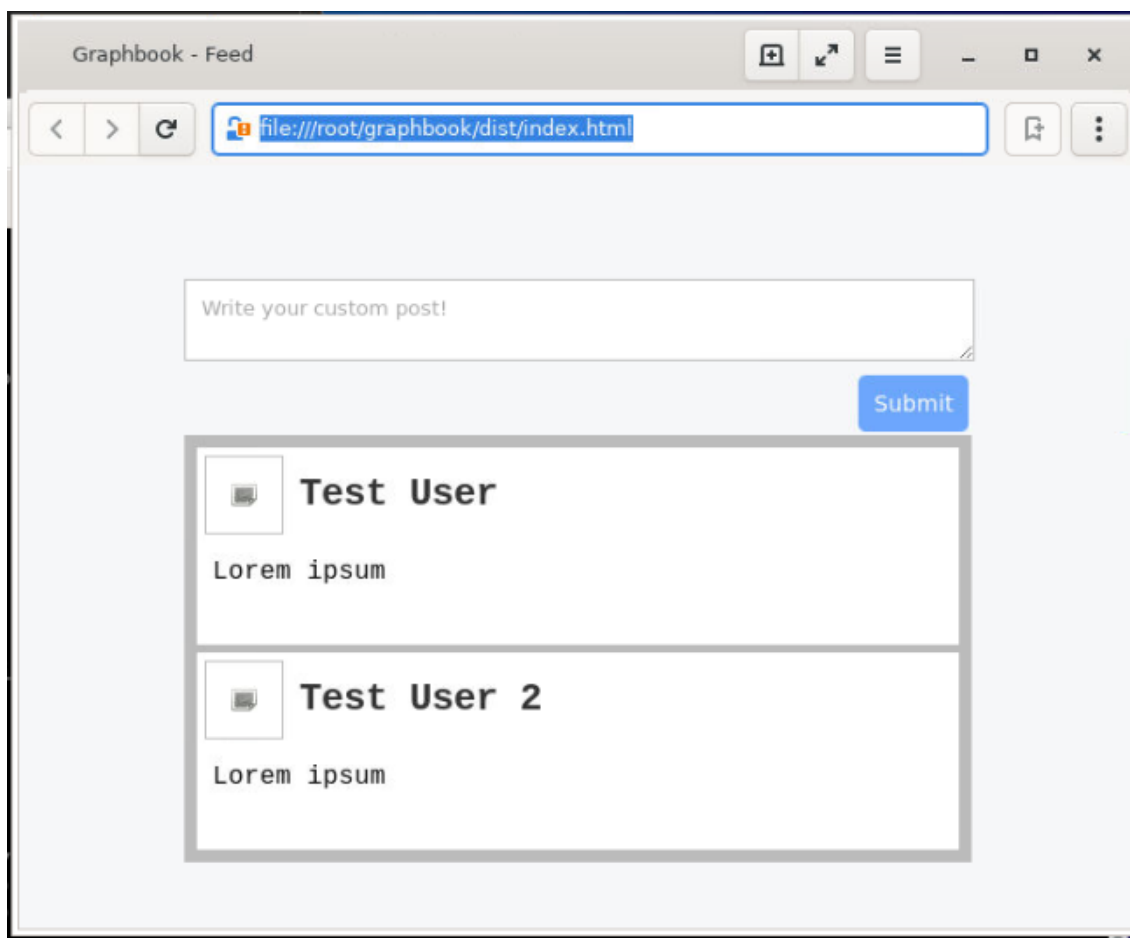 Graphbook - Feed
file:///root/graphbook/dist/index.html
Write your custom post!
Submit
Test User
Lorem ipsum
Test User 2
Lorem ipsum